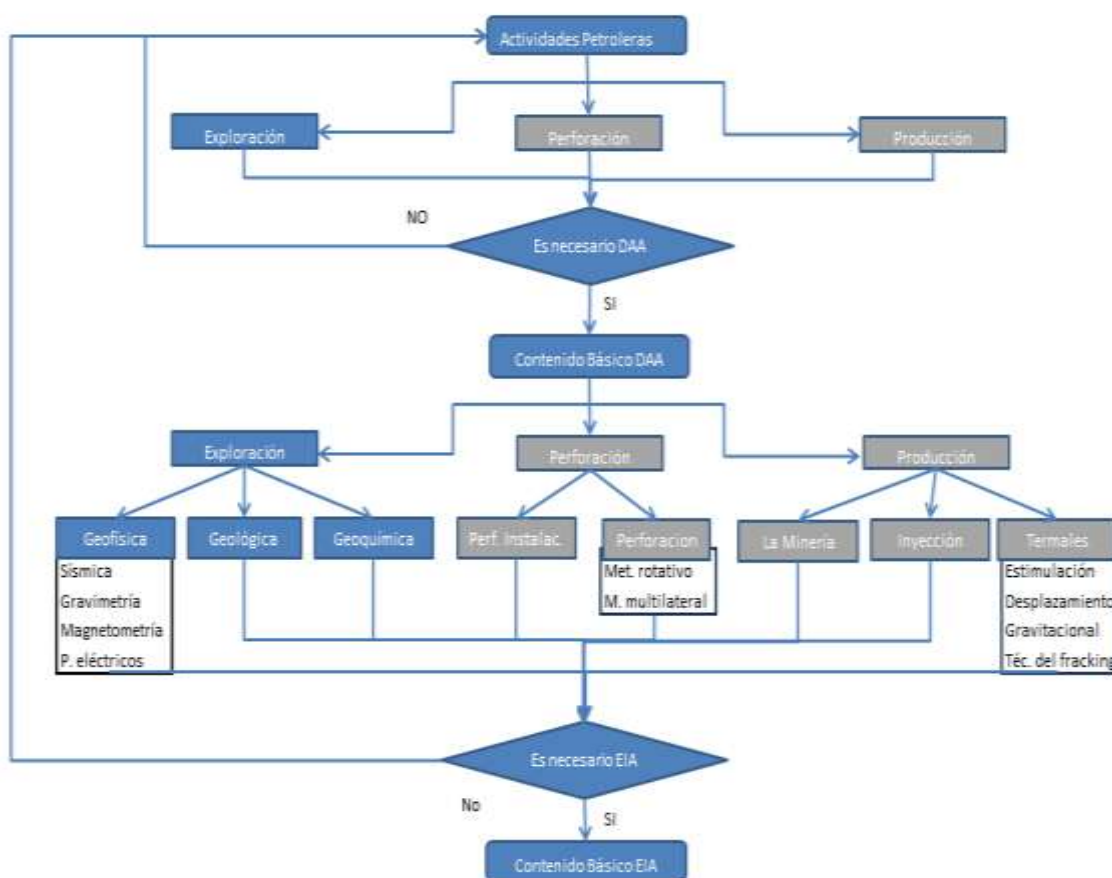 Actividades Petroleras
Exploración
Perforación
Producción
NO
Es necesario DAA
SI
Contenido Básico DAA
Exploración
Perforación
Producción
Geofísica
Geológica
Geoquímica
Perf. Instalac.
Perforacion
La Minería
Inyección
Termales
Sísmica
Gravimetría
Magnetometría
P. eléctricos
Met. rotativo
M. multilateral
Estimulación
Desplazamiento
Gravitacional
Téc. del fracking
Es necesario EIA
No
SI
Contenido Básico EIA